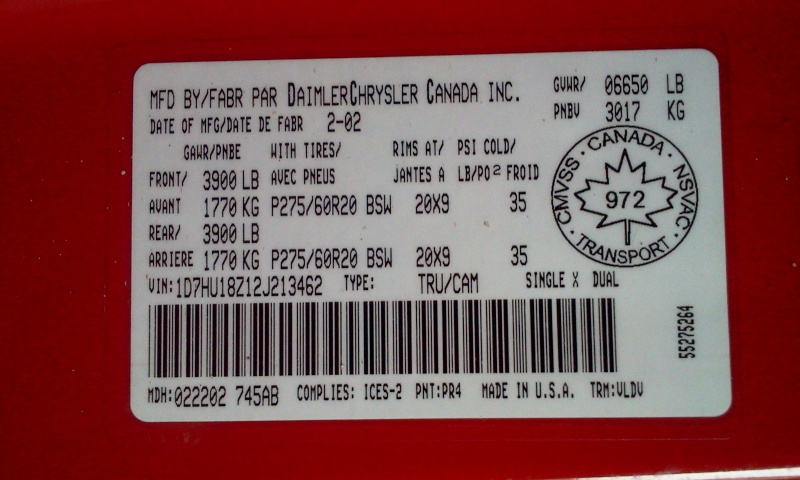 MFD BY/FABR PAR DAIMLERCHRYSLER CANADA INC.
GVWR/ 06650 LB
PNBV 3017 KG
DATE OF MFG/DATE DE FABR 2-02
GAWR/PNBE WITH TIRES/ RIMS AT/ PSI COLD/
FRONT/ 3900 LB AVEC PNEUS JANTES A LB/PO² FROID
AVANT 1770 KG P275/60R20 BSW 20X9 35
REAR/ 3900 LB
ARRIERE 1770 KG P275/60R20 BSW 20X9 35
CMVSS · CANADA · NSVAC · TRANSPORT ·
972
VIN:1D7HU18Z12J213462 TYPE: TRU/CAM SINGLE X DUAL
55275264
MDH:022202 745AB COMPLIES: ICES-2 PNT:PR4 MADE IN U.S.A. TRM:VLDV